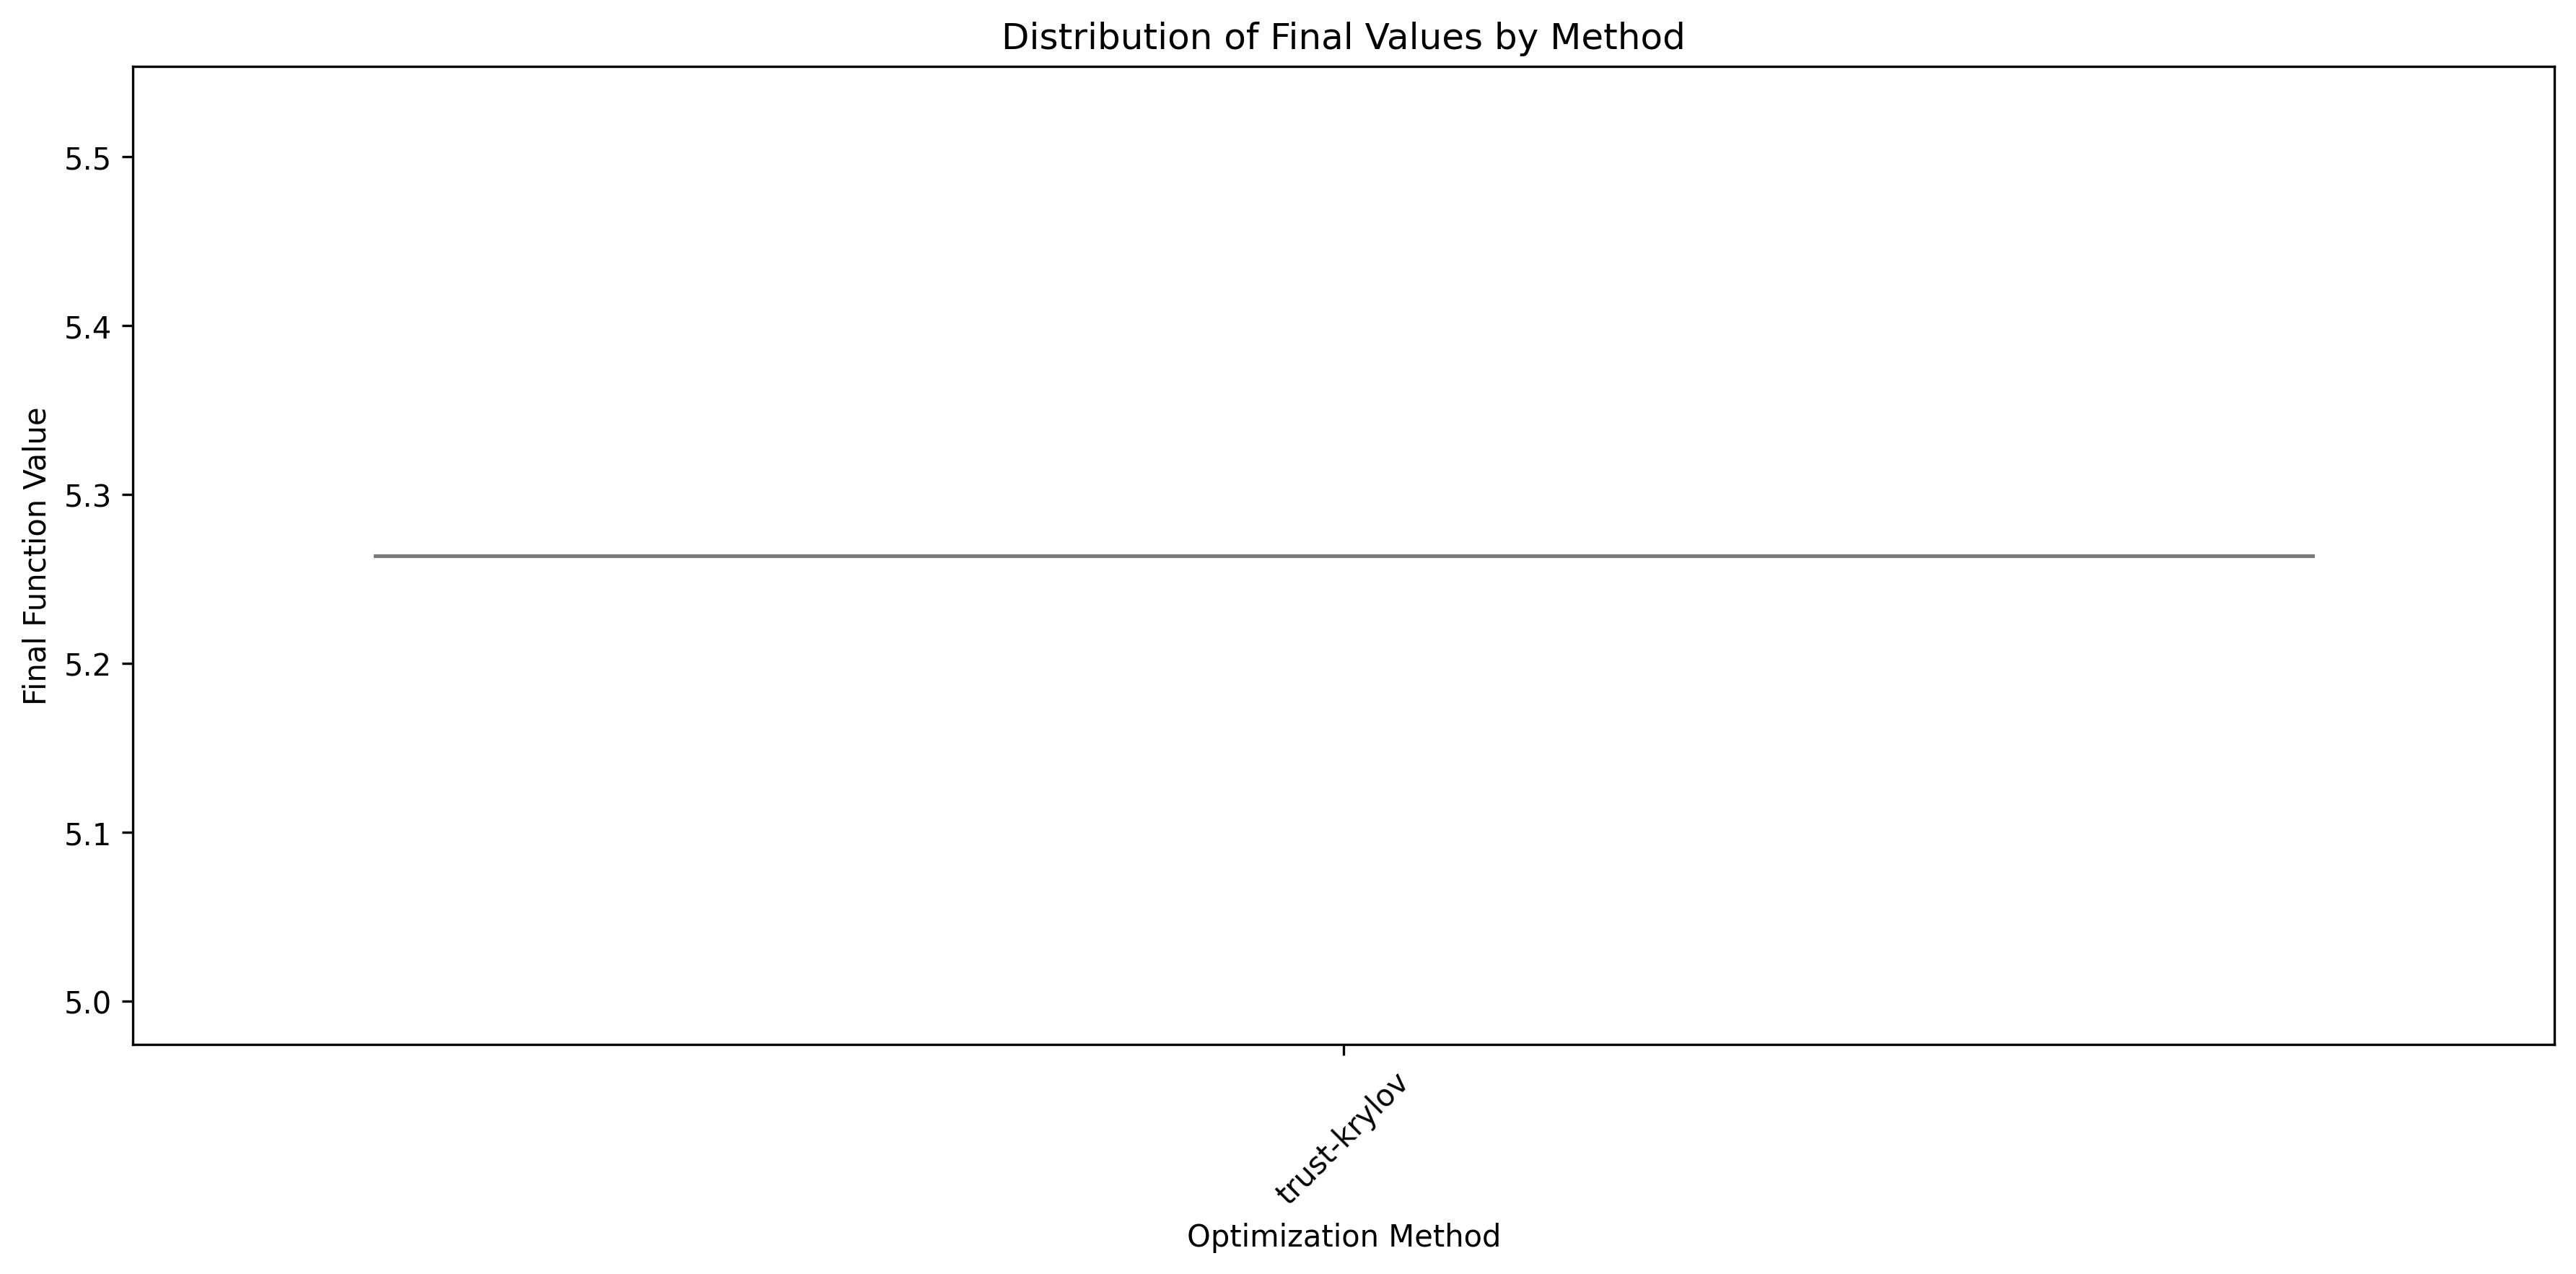 Distribution of Final Values by Method
Final Function Value
5.5
5.4
5.3
5.2
5.1
5.0
trust-krylov
Optimization Method